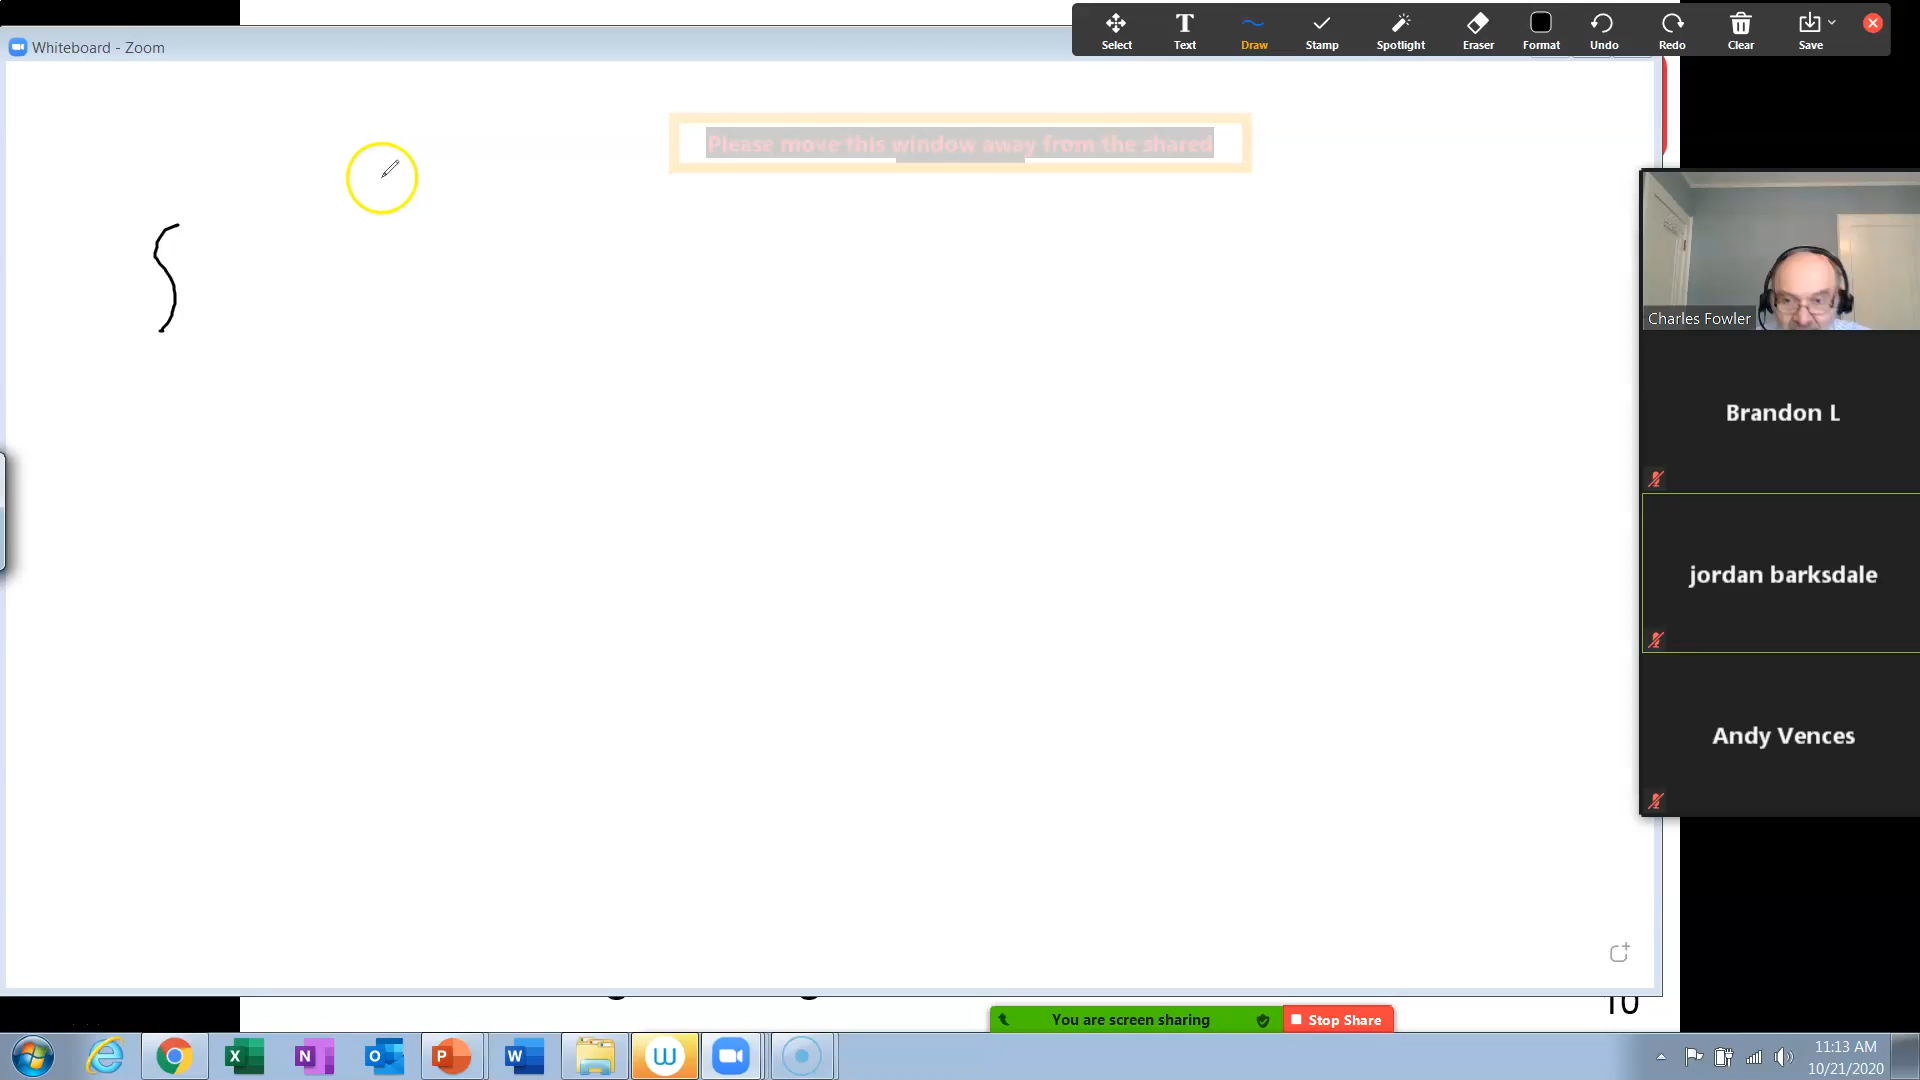 Whiteboard - Zoom
Select Text Draw Stamp Spotlight Eraser Format Undo Redo Clear Save
Please move this window away from the shared
S
Charles Fowler
Brandon L
jordan barksdale
Andy Vences
10
You are screen sharing Stop Share
11:13 AM
10/21/2020